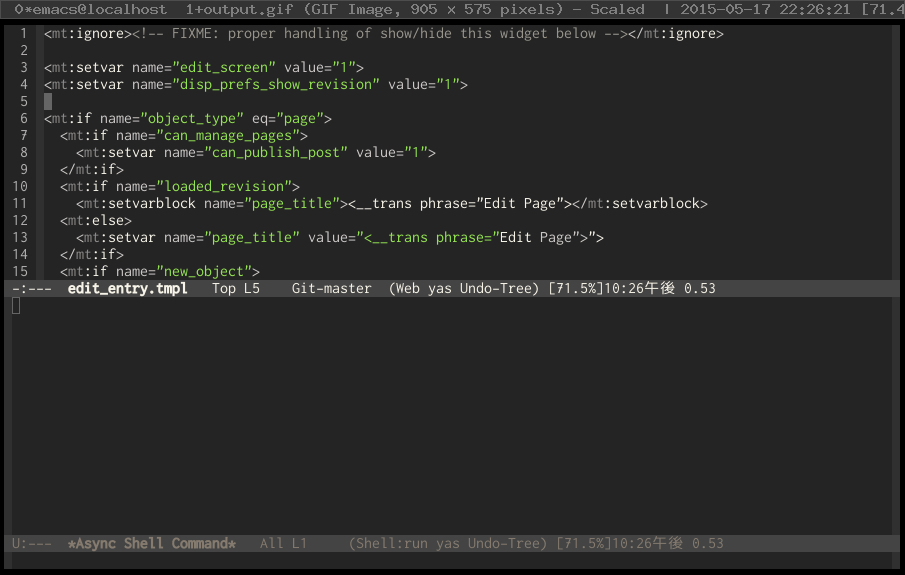 0*emacs@localhost  1+output.gif (GIF Image, 905 x 575 pixels) - Scaled  | 2015-05-17 22:26:21 [71.4
1 <mt:ignore><!-- FIXME: proper handling of show/hide this widget below --></mt:ignore>
2
3 <mt:setvar name="edit_screen" value="1">
4 <mt:setvar name="disp_prefs_show_revision" value="1">
5
6 <mt:if name="object_type" eq="page">
7   <mt:if name="can_manage_pages">
8     <mt:setvar name="can_publish_post" value="1">
9   </mt:if>
10   <mt:if name="loaded_revision">
11     <mt:setvarblock name="page_title"><__trans phrase="Edit Page"></mt:setvarblock>
12   <mt:else>
13     <mt:setvar name="page_title" value="<__trans phrase="Edit Page">">
14   </mt:if>
15   <mt:if name="new_object">
-:---  edit_entry.tmpl   Top L5    Git-master  (Web yas Undo-Tree) [71.5%]10:26午後 0.53
U:---  *Async Shell Command*   All L1     (Shell:run yas Undo-Tree) [71.5%]10:26午後 0.53